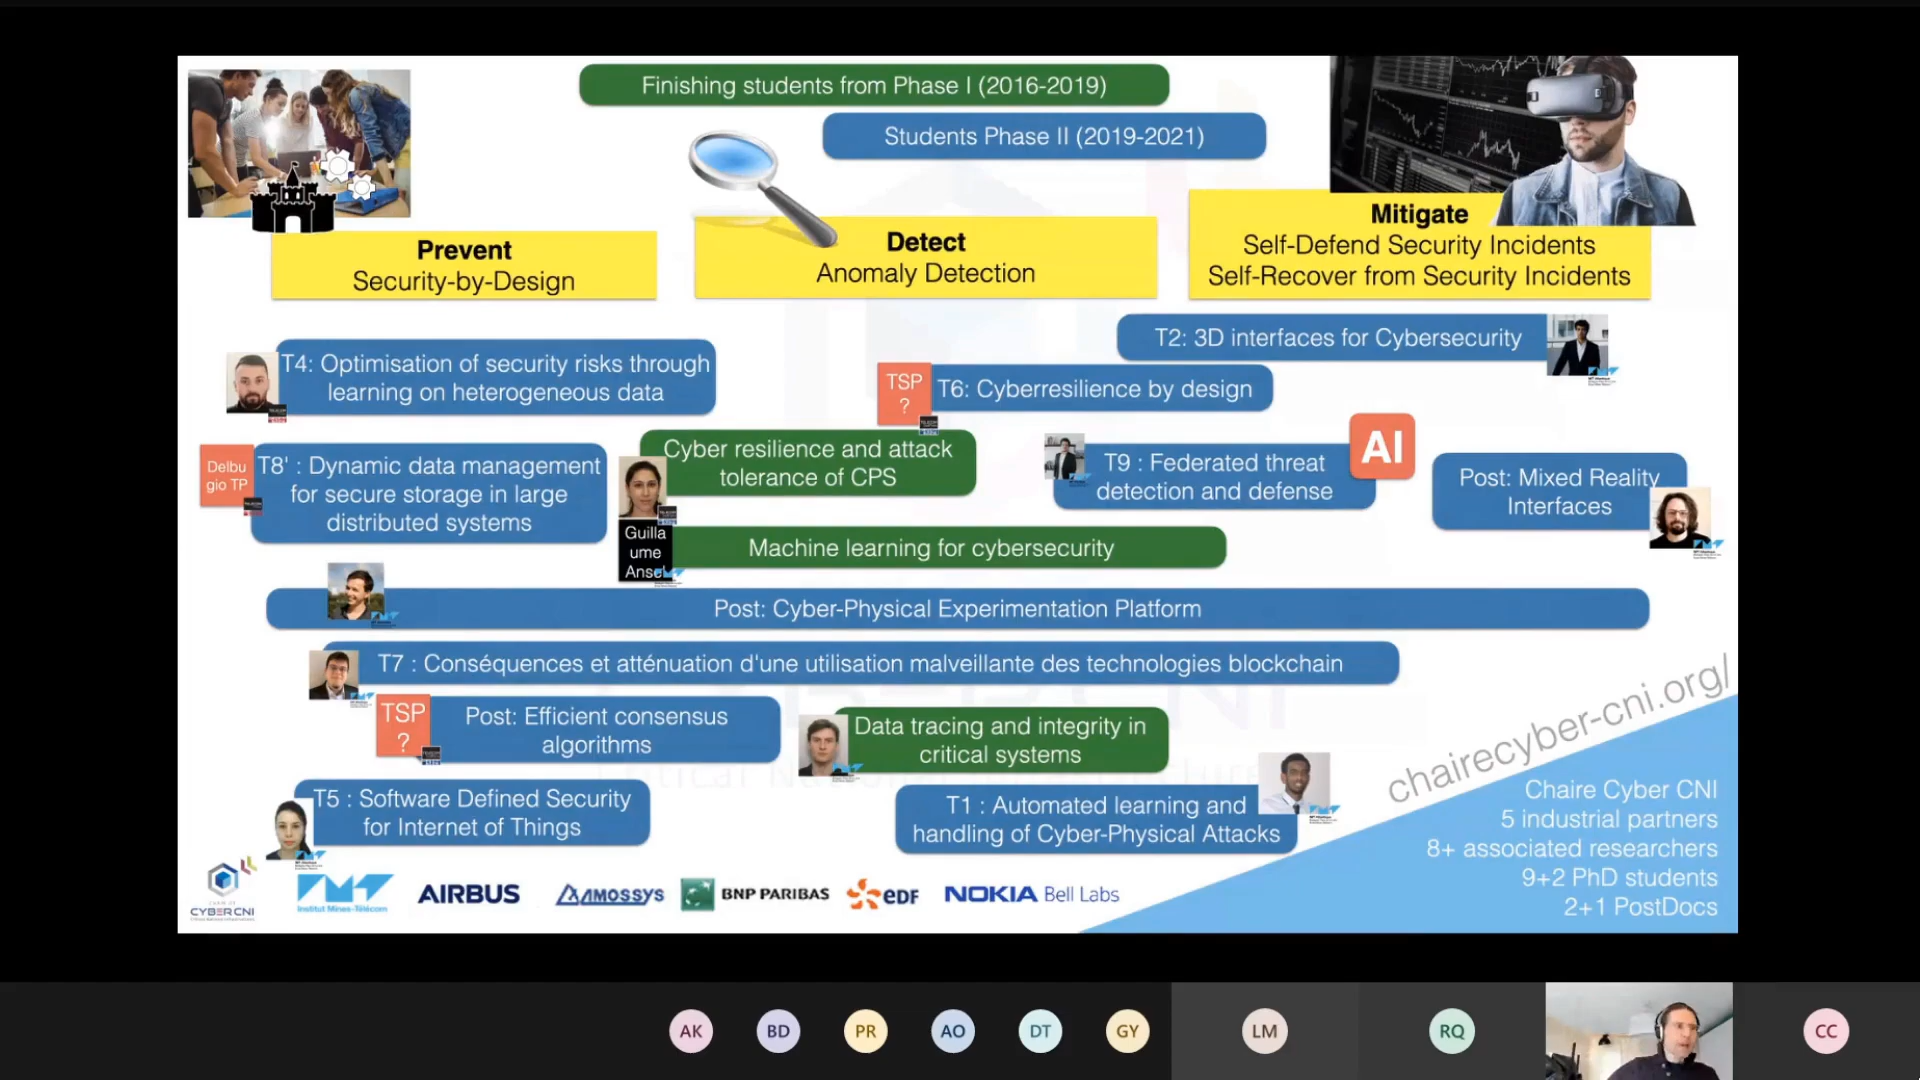 Finishing students from Phase I (2016-2019)
Students Phase II (2019-2021)
Prevent
Security-by-Design
Detect
Anomaly Detection
Mitigate
Self-Defend Security Incidents
Self-Recover from Security Incidents
T2: 3D interfaces for Cybersecurity
T4: Optimisation of security risks through
learning on heterogeneous data
TSP
?
T6: Cyberresilience by design
Delbu
gio TP
T8' : Dynamic data management
for secure storage in large
distributed systems
Cyber resilience and attack
tolerance of CPS
T9 : Federated threat
detection and defense
AI
Post: Mixed Reality
Interfaces
Guilla
ume
Ansel
Machine learning for cybersecurity
Post: Cyber-Physical Experimentation Platform
T7 : Conséquences et atténuation d'une utilisation malveillante des technologies blockchain
TSP
?
Post: Efficient consensus
algorithms
Data tracing and integrity in
critical systems
T5 : Software Defined Security
for Internet of Things
T1 : Automated learning and
handling of Cyber-Physical Attacks
chairecyber-cni.org/
Chaire Cyber CNI
5 industrial partners
8+ associated researchers
9+2 PhD students
2+1 PostDocs
CYBER CNI
Institut Mines-Télécom
AIRBUS
AMOSSYS
BNP PARIBAS
EDF
NOKIA Bell Labs
AK
BD
PR
AO
DT
GY
LM
RQ
CC